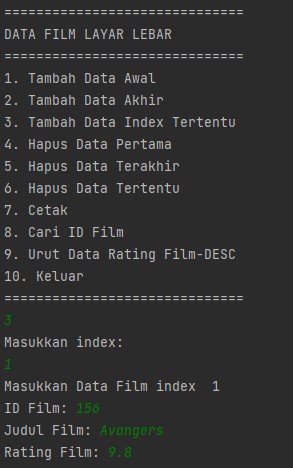 ==============================
DATA FILM LAYAR LEBAR
==============================
1. Tambah Data Awal
2. Tambah Data Akhir
3. Tambah Data Index Tertentu
4. Hapus Data Pertama
5. Hapus Data Terakhir
6. Hapus Data Tertentu
7. Cetak
8. Cari ID Film
9. Urut Data Rating Film-DESC
10. Keluar
==============================
3
Masukkan index:
1
Masukkan Data Film index  1
ID Film: 156
Judul Film: Avangers
Rating Film: 9.8